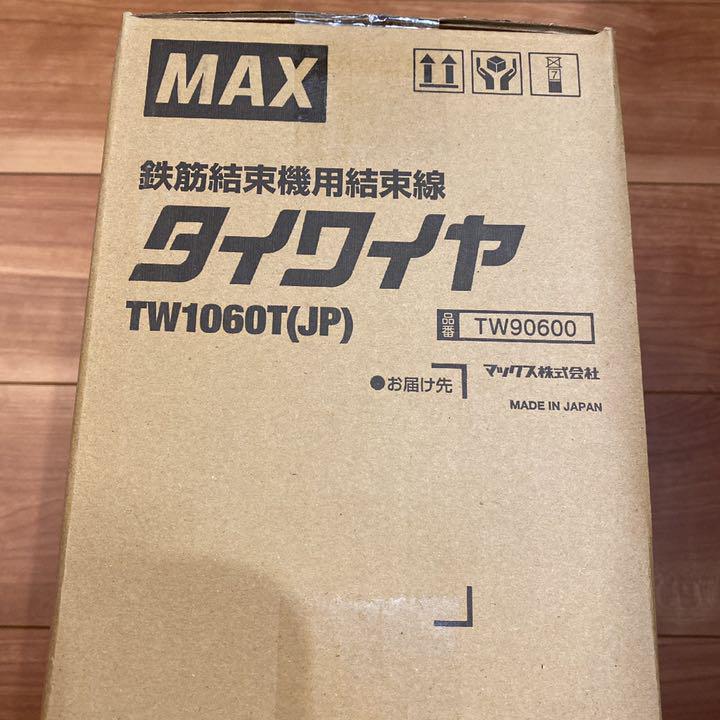 MAX
7
鉄筋結束機用結束線
タイワイヤ
TW1060T(JP)
品番 TW90600
●お届け先
マックス株式会社
MADE IN JAPAN